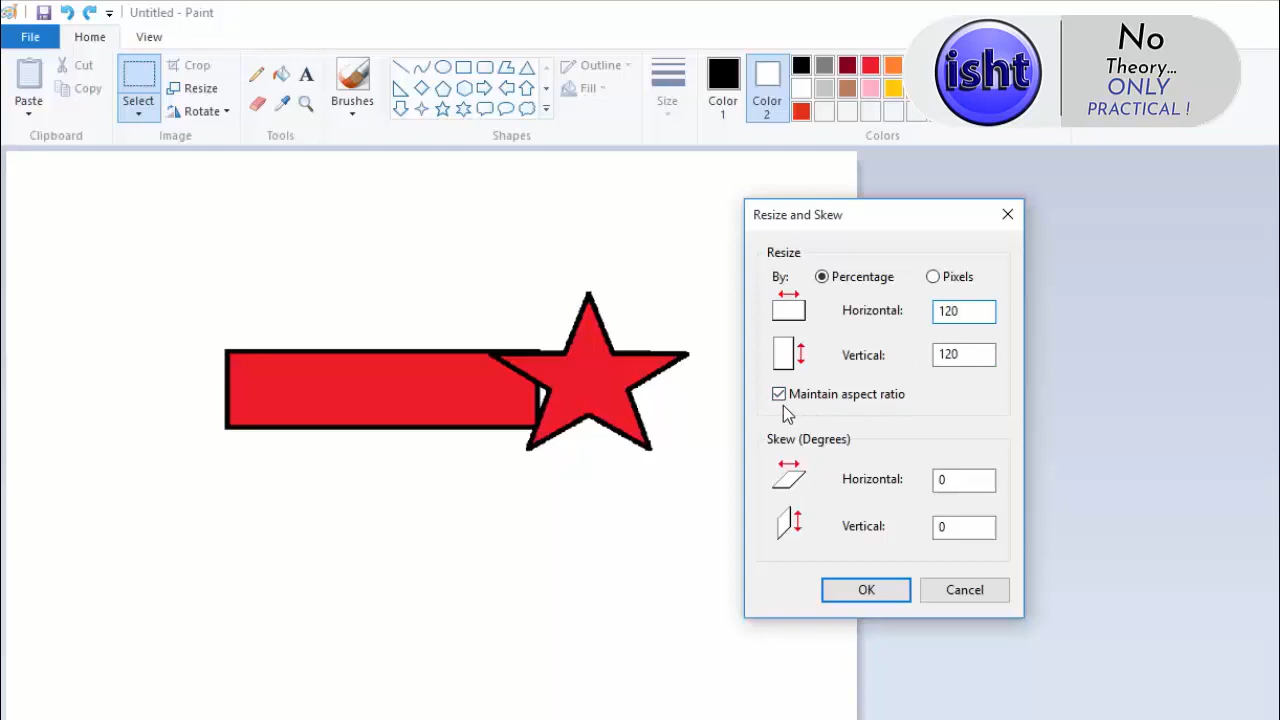 Untitled - Paint
File
Home
View
Paste
Cut
Copy
Clipboard
Select
Crop
Resize
Rotate
Image
A
Tools
Brushes
Shapes
Outline
Fill
Size
Color
1
Color
2
Colors
isht
No
Theory...
ONLY
PRACTICAL !
Resize and Skew
Resize
By:
Percentage
Pixels
Horizontal:
120
Vertical:
120
Maintain aspect ratio
Skew (Degrees)
Horizontal:
0
Vertical:
0
OK
Cancel